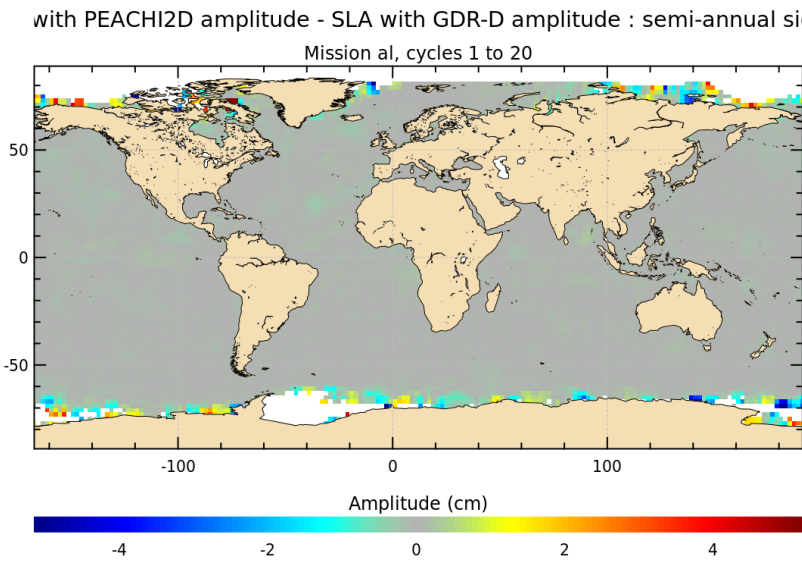 with PEACHI2D amplitude - SLA with GDR-D amplitude : semi-annual
Mission al, cycles 1 to 20
50
0
-50
-100 0 100
Amplitude (cm)
-4 -2 0 2 4